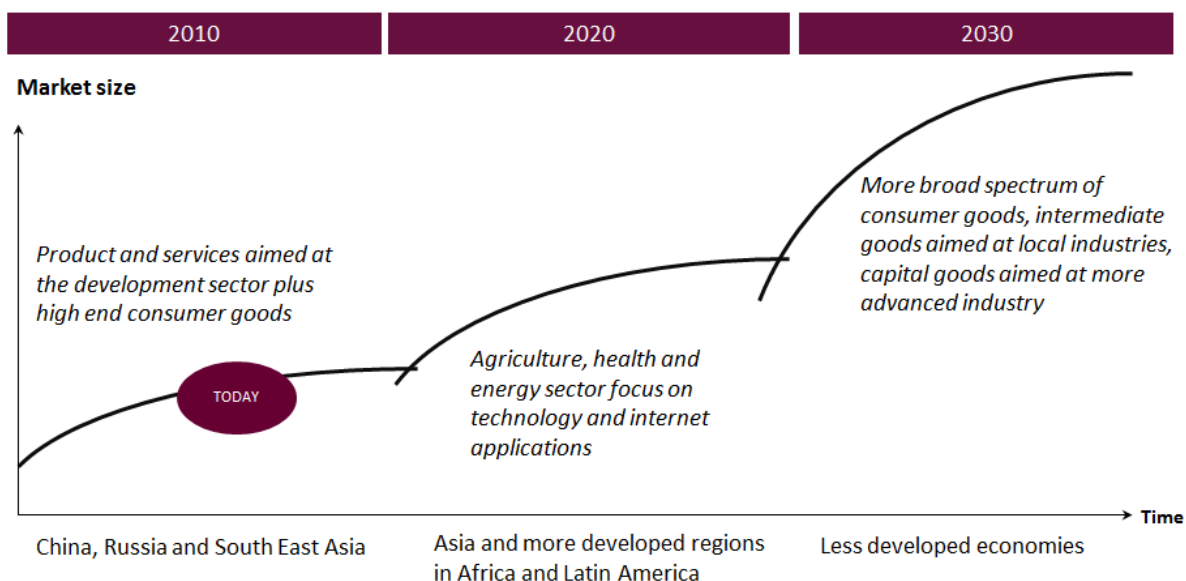 2010
2020
2030
Market size
Product and services aimed at
the development sector plus
high end consumer goods
TODAY
Agriculture, health and
energy sector focus on
technology and internet
applications
More broad spectrum of
consumer goods, intermediate
goods aimed at local industries,
capital goods aimed at more
advanced industry
Time
China, Russia and South East Asia
Asia and more developed regions
in Africa and Latin America
Less developed economies